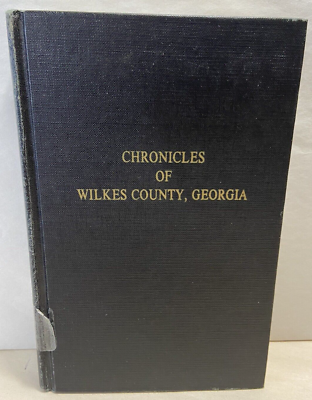 CHRONICLES
OF
WILKES COUNTY, GEORGIA